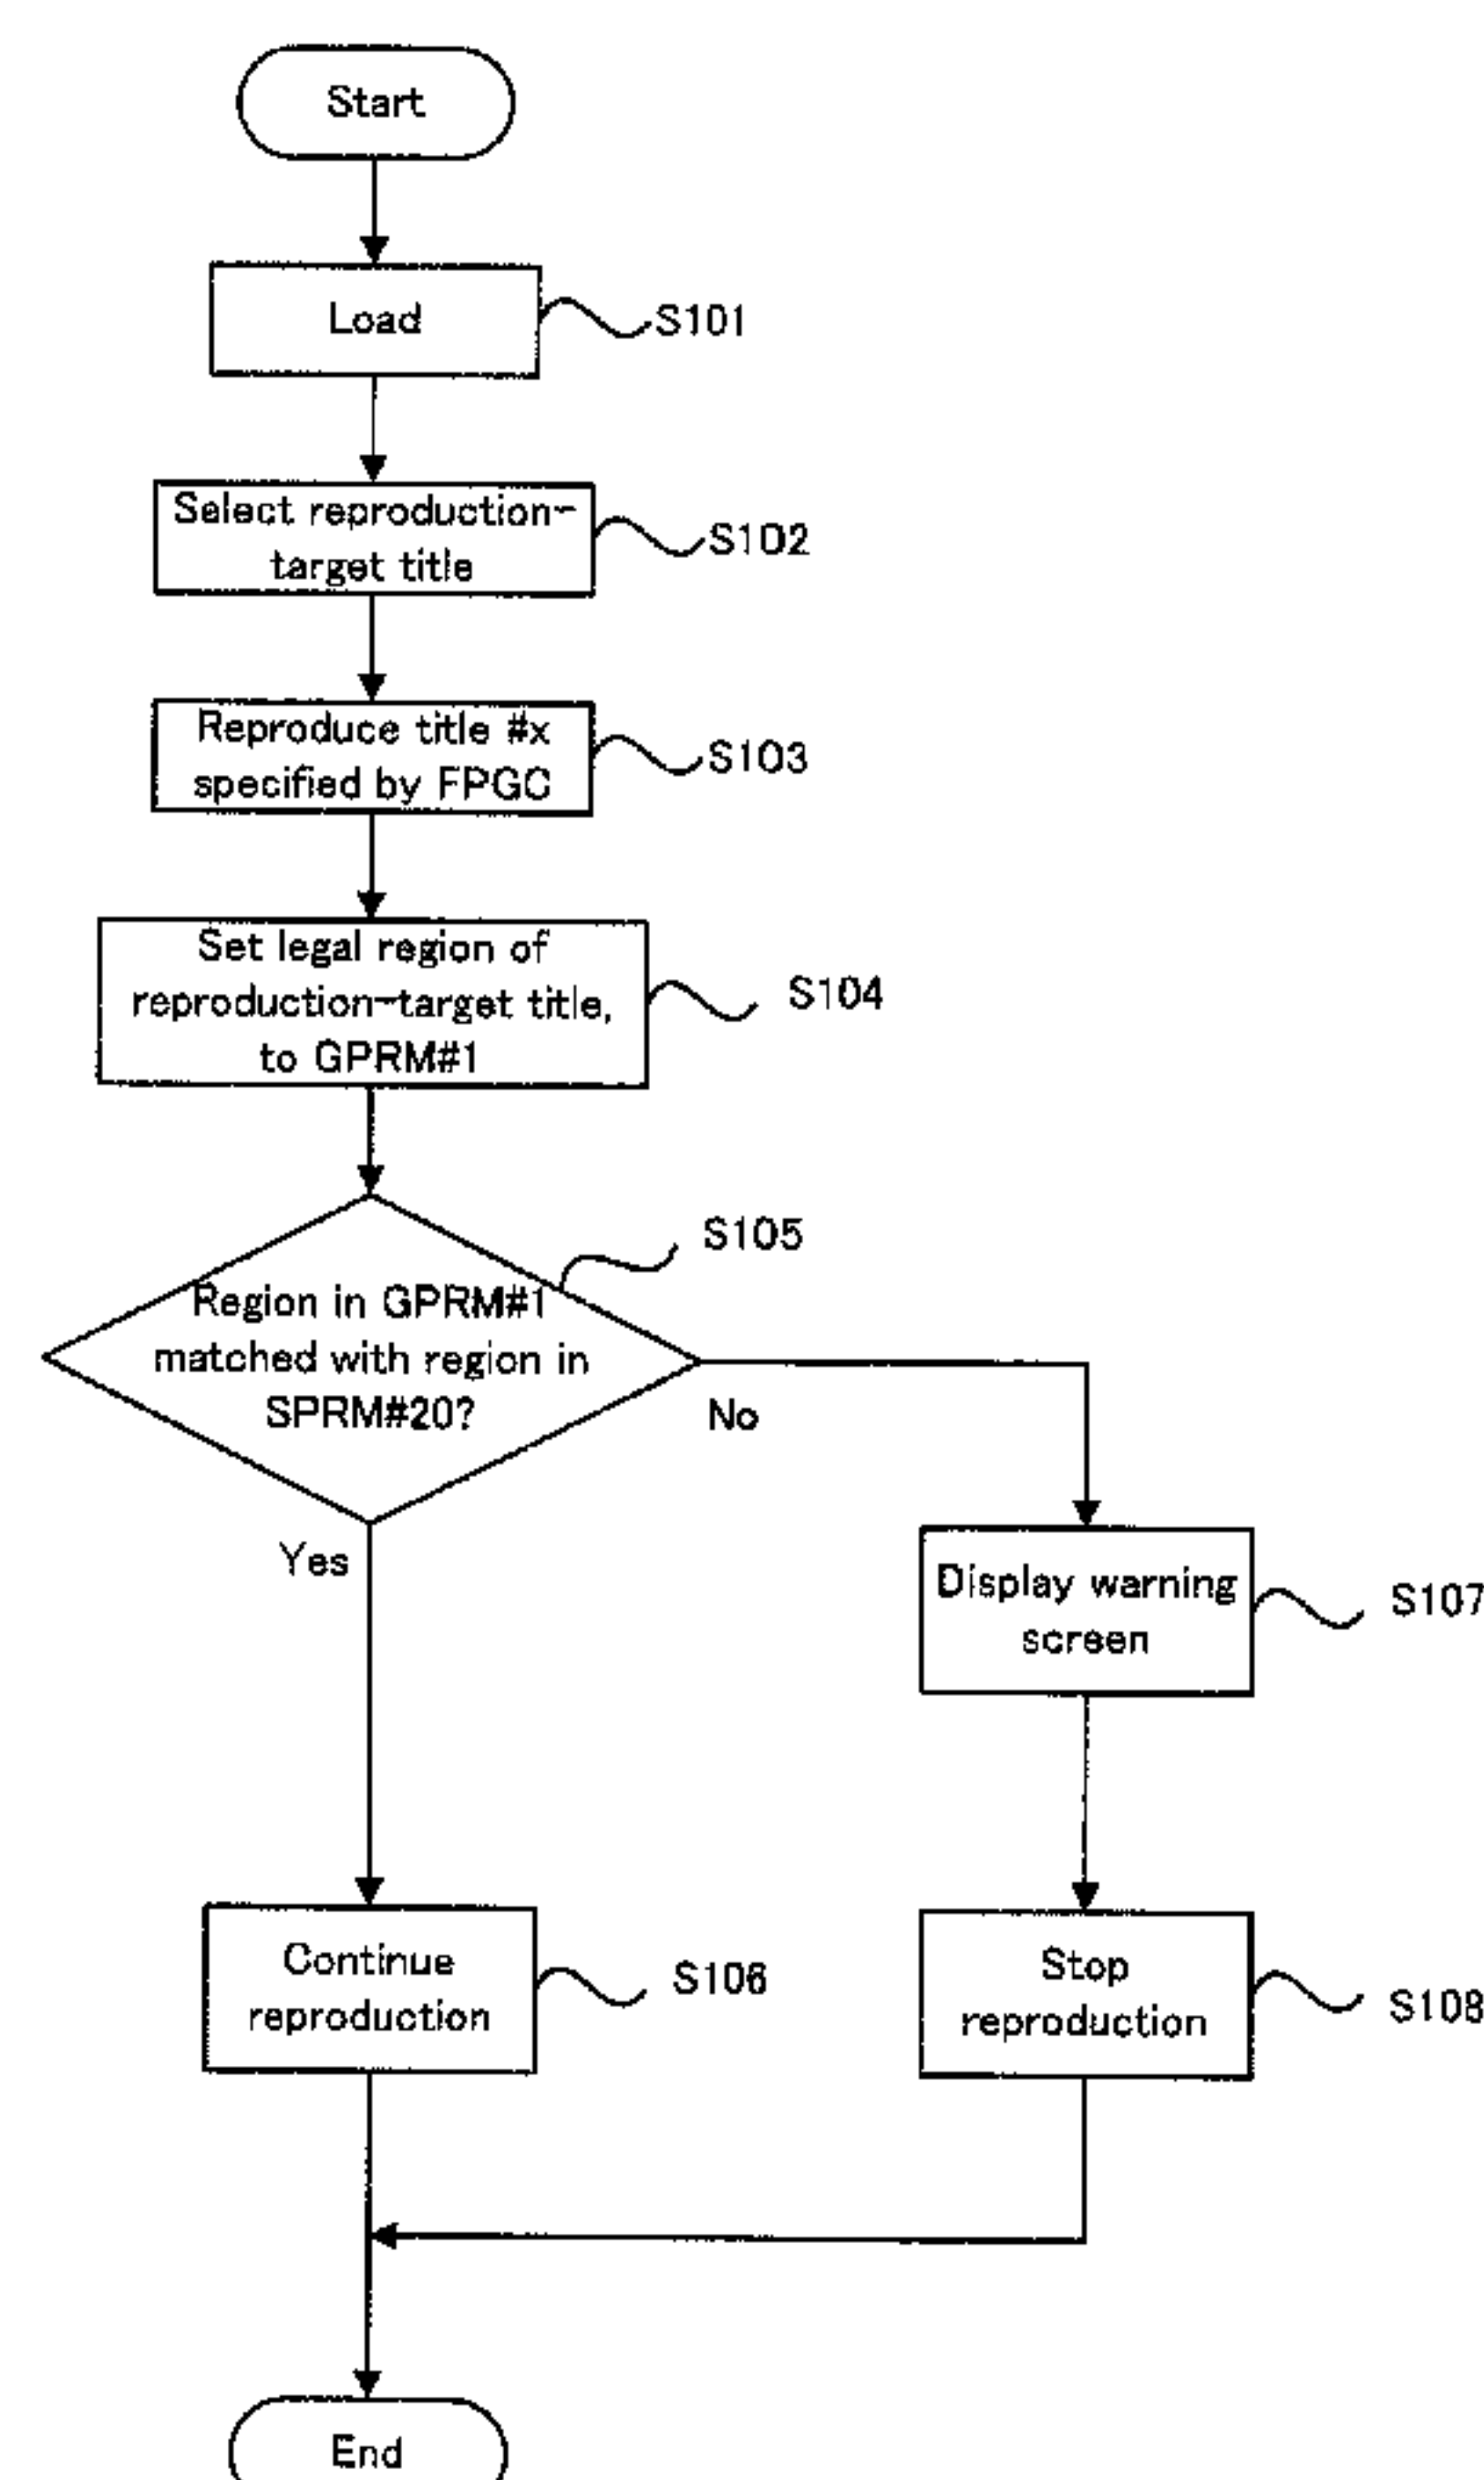 Start
Load
S101
Select reproduction-
target title
S102
Reproduce title #x
specified by FPGC
S103
Set legal region of
reproduction-target title,
to GPRM#1
S104
S105
Region in GPRM#1
matched with region in
SPRM#20?
No
Yes
Display warning
screen
S107
Continue
reproduction
S106
Stop
reproduction
S108
End